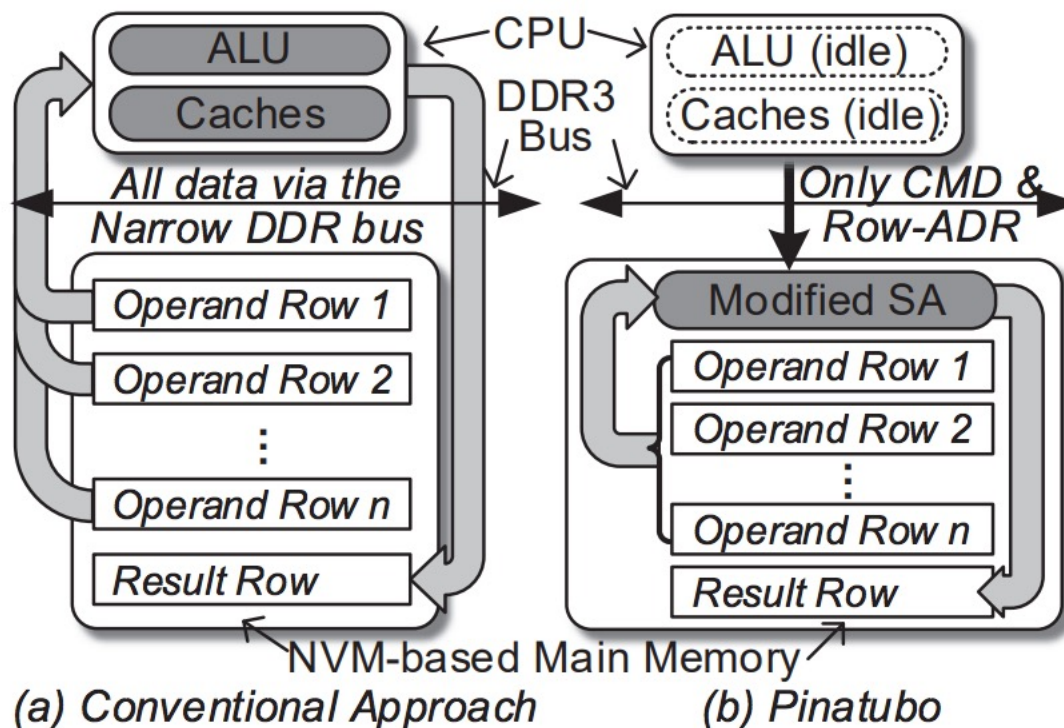 ALU
Caches
CPU
DDR3
Bus
ALU (idle)
Caches (idle)
All data via the
Narrow DDR bus
Only CMD &
Row-ADR
Operand Row 1
Operand Row 2
⋮
Operand Row n
Result Row
Modified SA
Operand Row 1
Operand Row 2
⋮
Operand Row n
Result Row
NVM-based Main Memory
(a) Conventional Approach
(b) Pinatubo